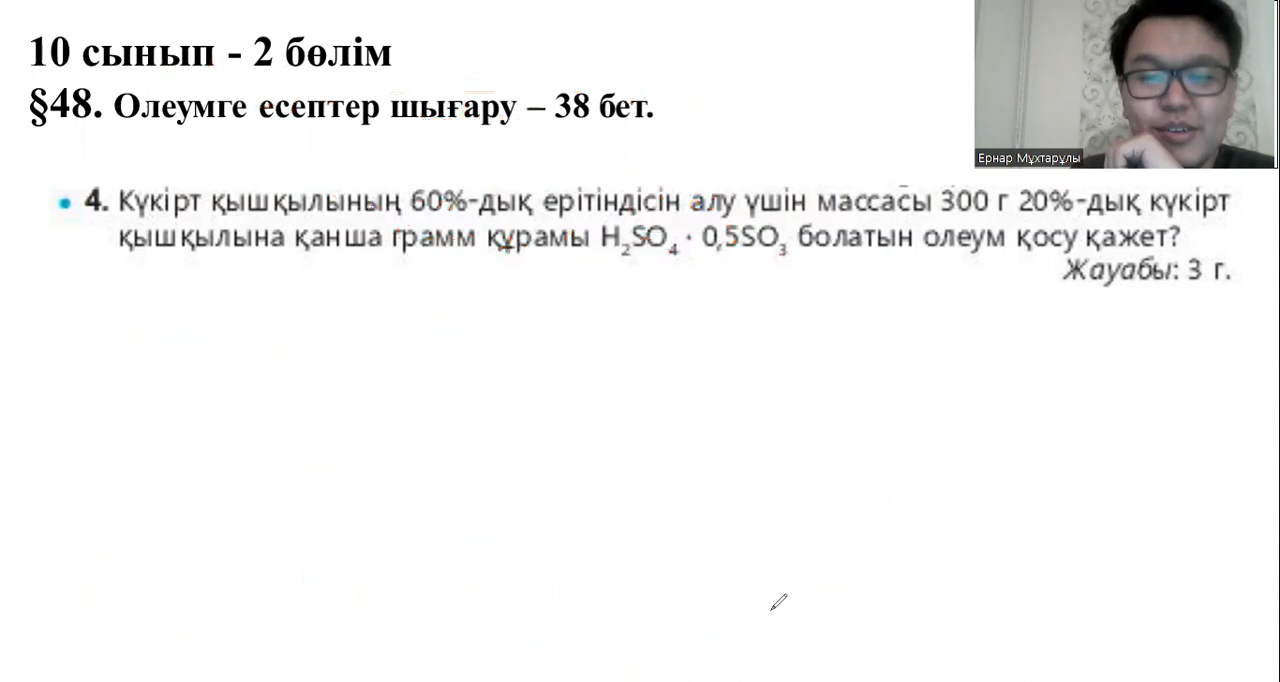 10 сынып - 2 бөлім
§48. Олеумге есептер шығару – 38 бет.
Ернар Мұхтарұлы
• 4. Күкірт қышқылының 60%-дық ерітіндісін алу үшін массасы 300 г 20%-дық күкірт
қышқылына қанша грамм құрамы H₂SO₄ · 0,5SO₃ болатын олеум қосу қажет?
Жауабы: 3 г.